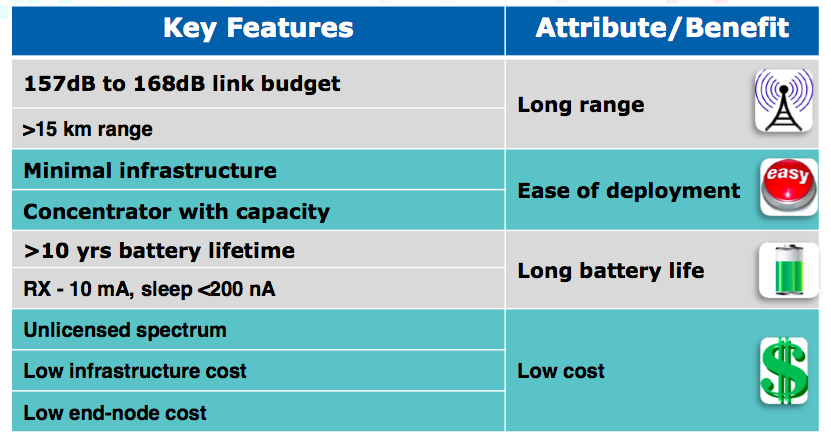 Key Features
Attribute/Benefit
157dB to 168dB link budget
>15 km range
Long range
Minimal infrastructure
Concentrator with capacity
Ease of deployment
easy
>10 yrs battery lifetime
RX - 10 mA, sleep <200 nA
Long battery life
Unlicensed spectrum
Low infrastructure cost
Low end-node cost
Low cost
$